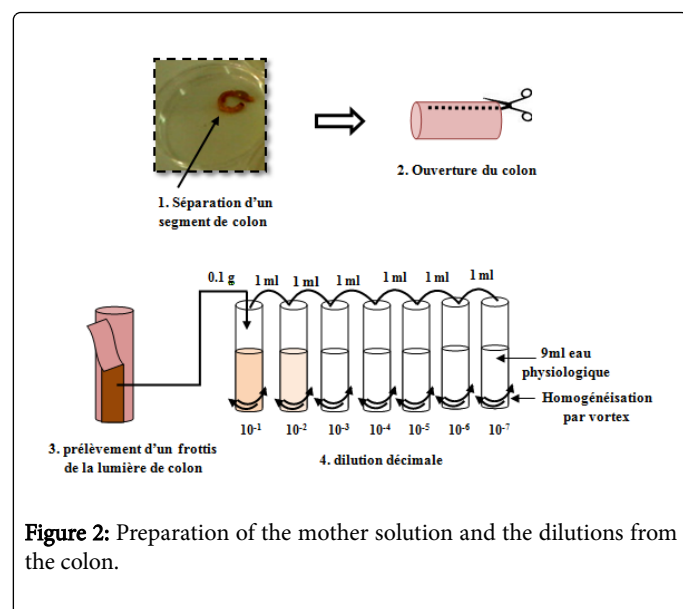 1. Séparation d'un
segment de colon
2. Ouverture du colon
0.1 g
1 ml
1 ml
1 ml
1 ml
1 ml
1 ml
9ml eau
physiologique
Homogénéisation
par vortex
10⁻¹
10⁻²
10⁻³
10⁻⁴
10⁻⁵
10⁻⁶
10⁻⁷
3. prélèvement d'un frottis
de la lumière de colon
4. dilution décimale
Figure 2: Preparation of the mother solution and the dilutions from
the colon.